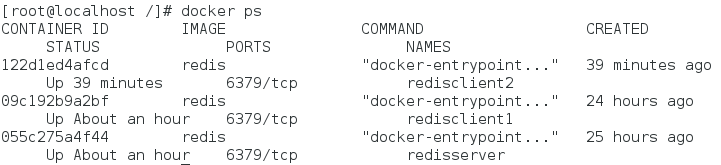 [root@localhost /]# docker ps
CONTAINER ID        IMAGE               COMMAND                  CREATED
     STATUS              PORTS               NAMES
122d1ed4afcd        redis               "docker-entrypoint..."   39 minutes ago
     Up 39 minutes       6379/tcp            redisclient2
09c192b9a2bf        redis               "docker-entrypoint..."   24 hours ago
     Up About an hour    6379/tcp            redisclient1
055c275a4f44        redis               "docker-entrypoint..."   25 hours ago
     Up About an hour    6379/tcp            redisserver